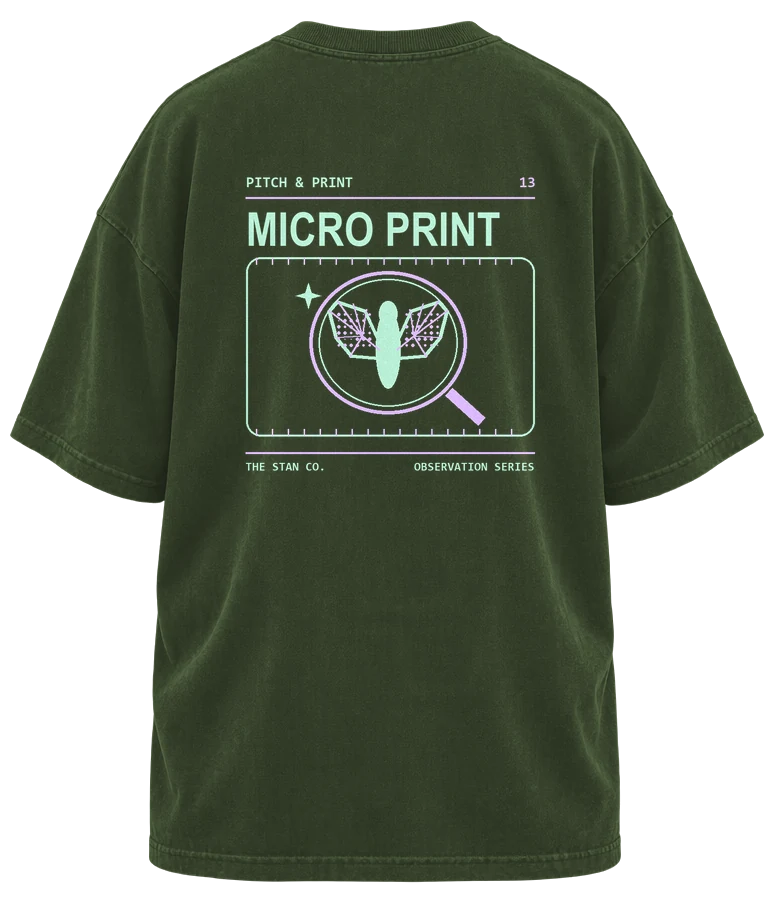 PITCH & PRINT 13
MICRO PRINT
THE STAN CO. OBSERVATION SERIES